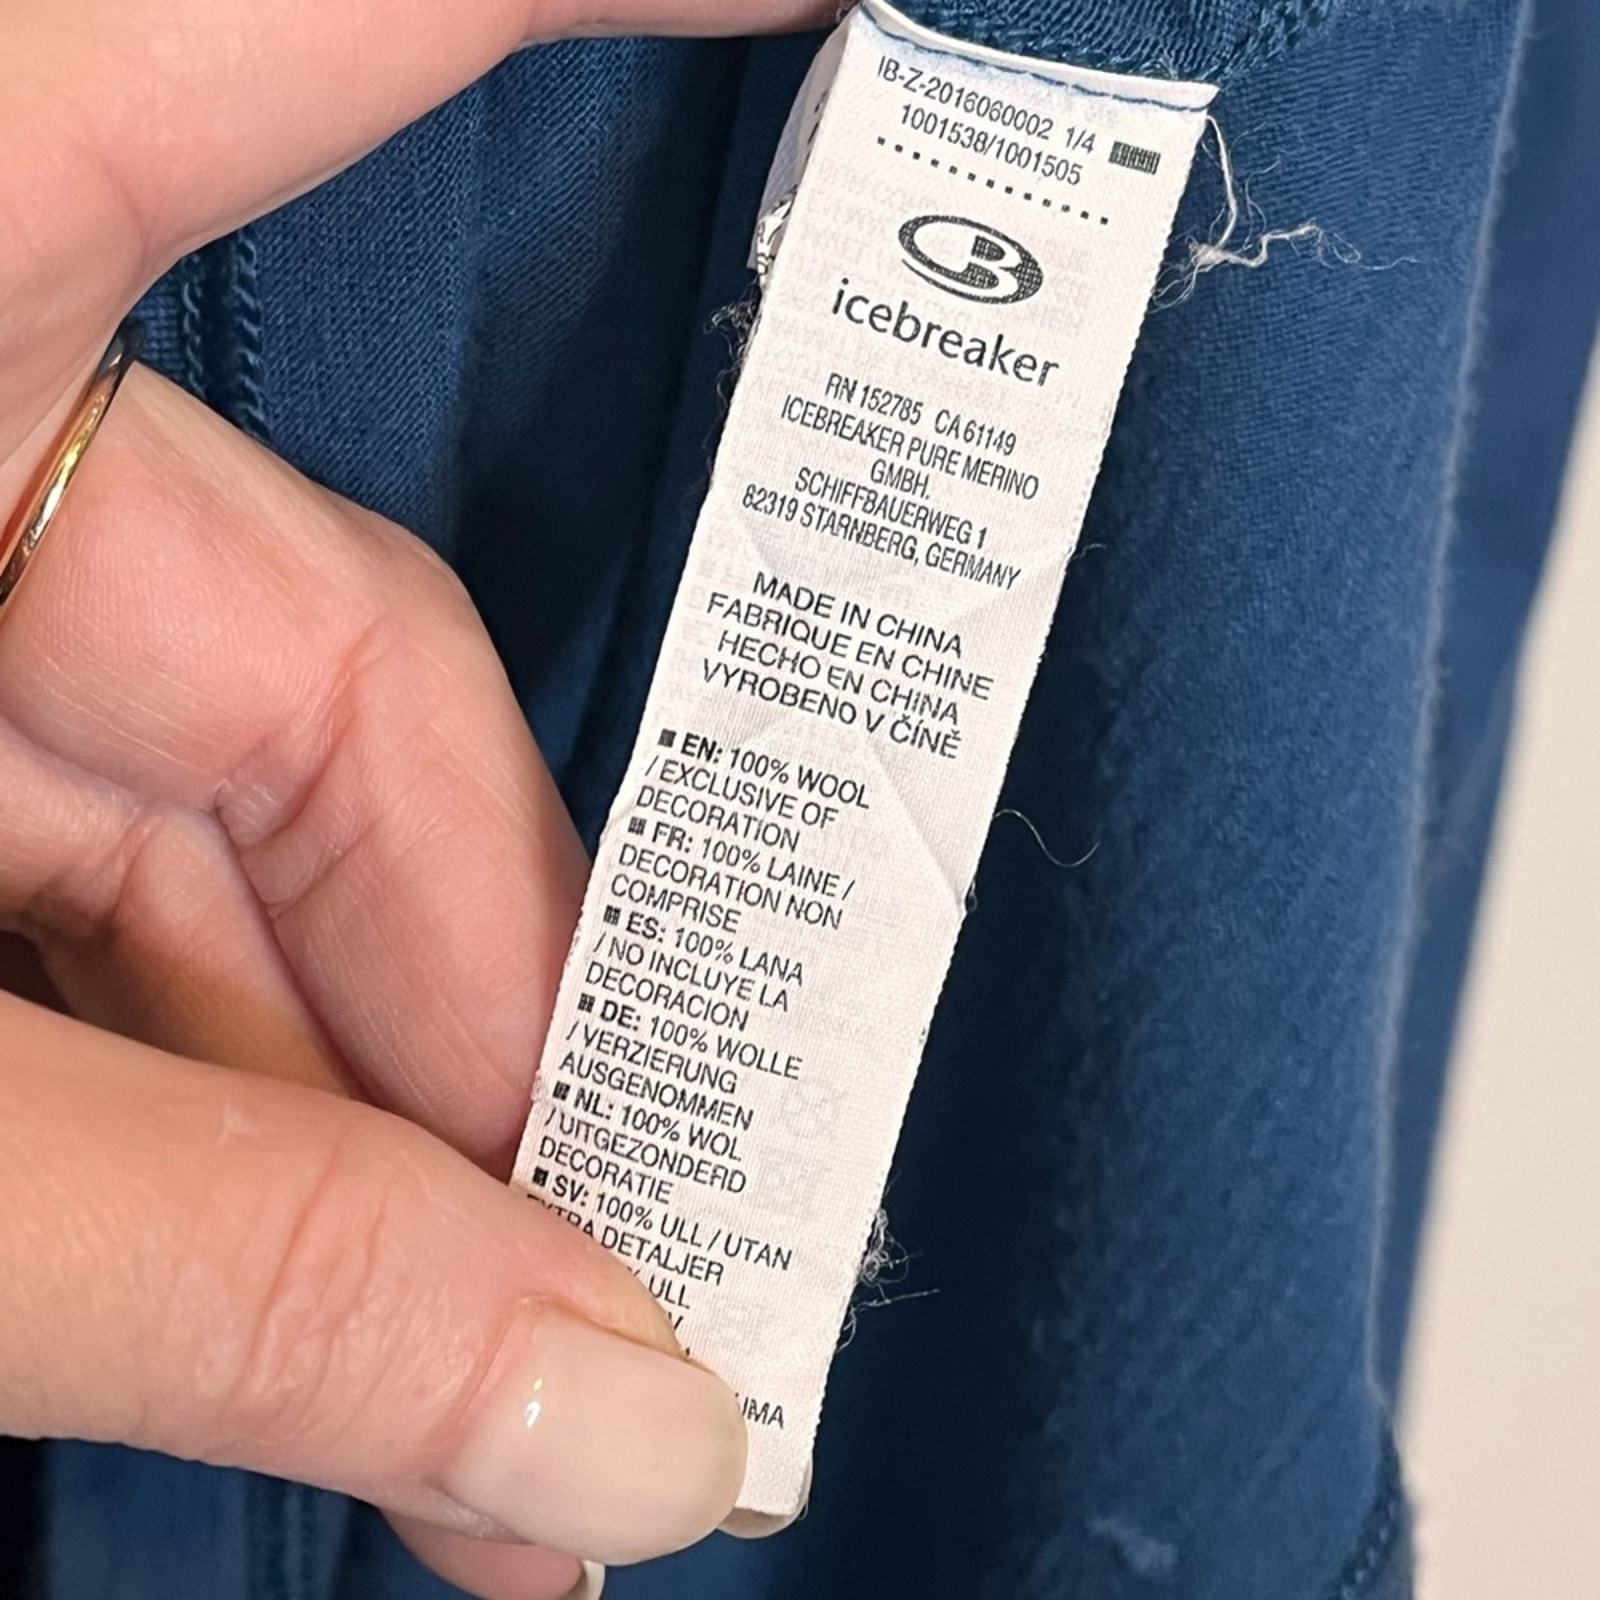 IB-Z-2016060002 1/4
1001538/1001505
icebreaker
RN 152785 CA 61149
ICEBREAKER PURE MERINO
GMBH.
SCHIFFBAUERWEG 1
82319 STARNBERG, GERMANY
MADE IN CHINA
FABRIQUE EN CHINE
HECHO EN CHINA
VYROBENO V ČÍNĚ
EN: 100% WOOL
/ EXCLUSIVE OF
DECORATION
FR: 100% LAINE /
DECORATION NON
COMPRISE
ES: 100% LANA
/ NO INCLUYE LA
DECORACION
DE: 100% WOLLE
/ VERZIERUNG
AUSGENOMMEN
NL: 100% WOL
/ UITGEZONDERD
DECORATIE
SV: 100% ULL / UTAN
EXTRA DETALJER
ULL